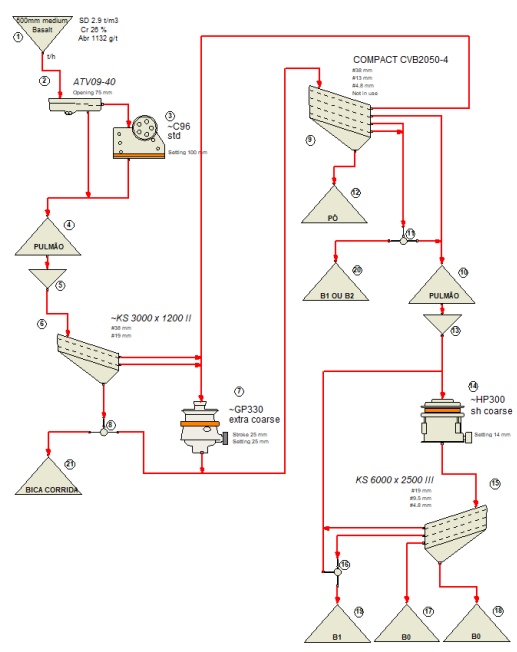 500mm medium
Basalt
SD 2.9 t/m3
Cr 26 %
Abr 1132 g/t
1
t/h
2
ATV09-40
Opening 75 mm
3
~C96
std
Setting 100 mm
4
PULMÃO
5
6
~KS 3000 x 1200 II
#38 mm
#19 mm
7
~GP330
extra coarse
Stroke 25 mm
Setting 25 mm
8
21
BICA CORRIDA
COMPACT CVB2050-4
#38 mm
#13 mm
#4,8 mm
Not in use
9
12
PÓ
11
20
B1 OU B2
10
PULMÃO
13
14
~HP300
sh coarse
Setting 14 mm
KS 6000 x 2500 III
#19 mm
#9,5 mm
#4.8 mm
15
16
B1
17
B0
18
B0